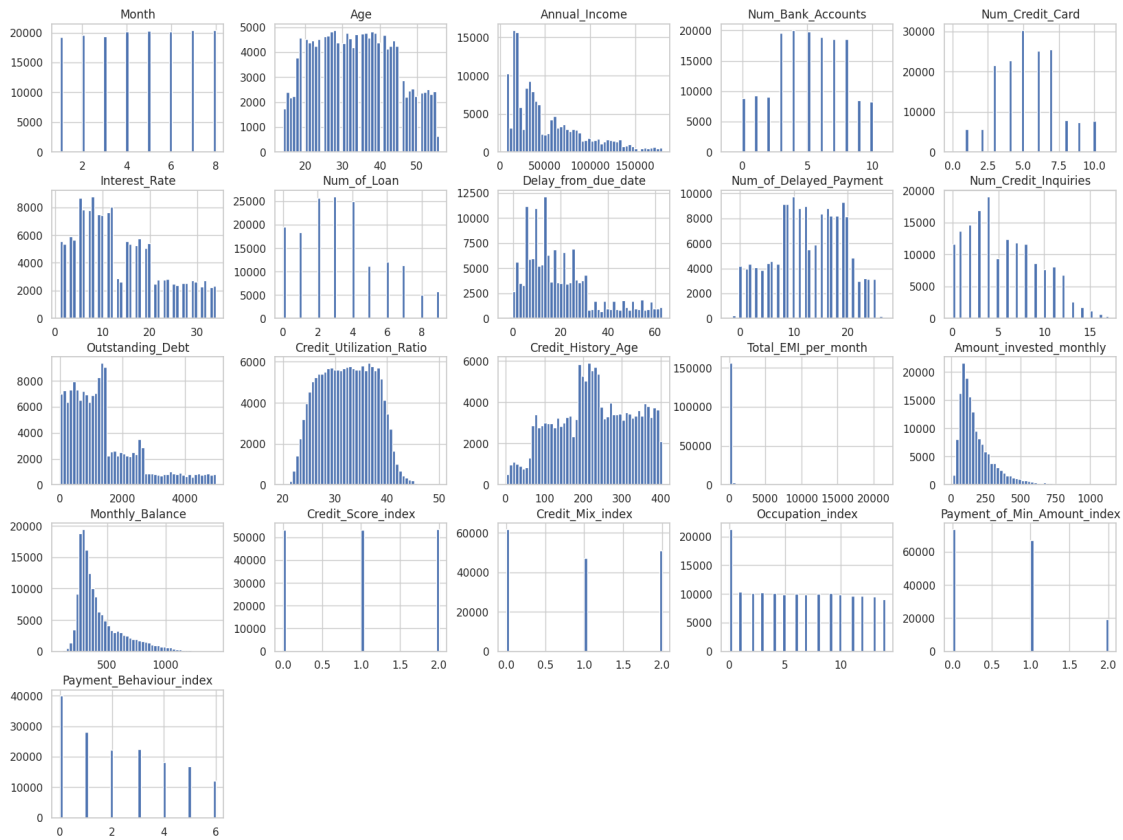 Month
20000
15000
10000
5000
0
2 4 6 8
Age
5000
4000
3000
2000
1000
0
20 30 40 50
Annual_Income
15000
10000
5000
0
50000 100000 150000
Num_Bank_Accounts
20000
15000
10000
5000
0
0 5 10
Num_Credit_Card
30000
20000
10000
0
0.0 2.5 5.0 7.5 10.0
Interest_Rate
8000
6000
4000
2000
0
0 10 20 30
Num_of_Loan
25000
20000
15000
10000
5000
0
0 2 4 6 8
Delay_from_due_date
12500
10000
7500
5000
2500
0
0 20 40 60
Num_of_Delayed_Payment
10000
8000
6000
4000
2000
0
0 10 20
Num_Credit_Inquiries
20000
15000
10000
5000
0
0 5 10 15
Outstanding_Debt
8000
6000
4000
2000
0
0 2000 4000
Credit_Utilization_Ratio
6000
4000
2000
0
20 30 40 50
Credit_History_Age
6000
4000
2000
0
0 100 200 300 400
Total_EMI_per_month
150000
100000
50000
0
0 5000 10000 15000 20000
Amount_invested_monthly
20000
15000
10000
5000
0
0 250 500 750 1000
Monthly_Balance
20000
15000
10000
5000
0
500 1000
Credit_Score_index
50000
40000
30000
20000
10000
0
0.0 0.5 1.0 1.5 2.0
Credit_Mix_index
60000
40000
20000
0
0.0 0.5 1.0 1.5 2.0
Occupation_index
20000
15000
10000
5000
0
0 5 10
Payment_of_Min_Amount_index
60000
40000
20000
0
0.0 0.5 1.0 1.5 2.0
Payment_Behaviour_index
40000
30000
20000
10000
0
0 2 4 6